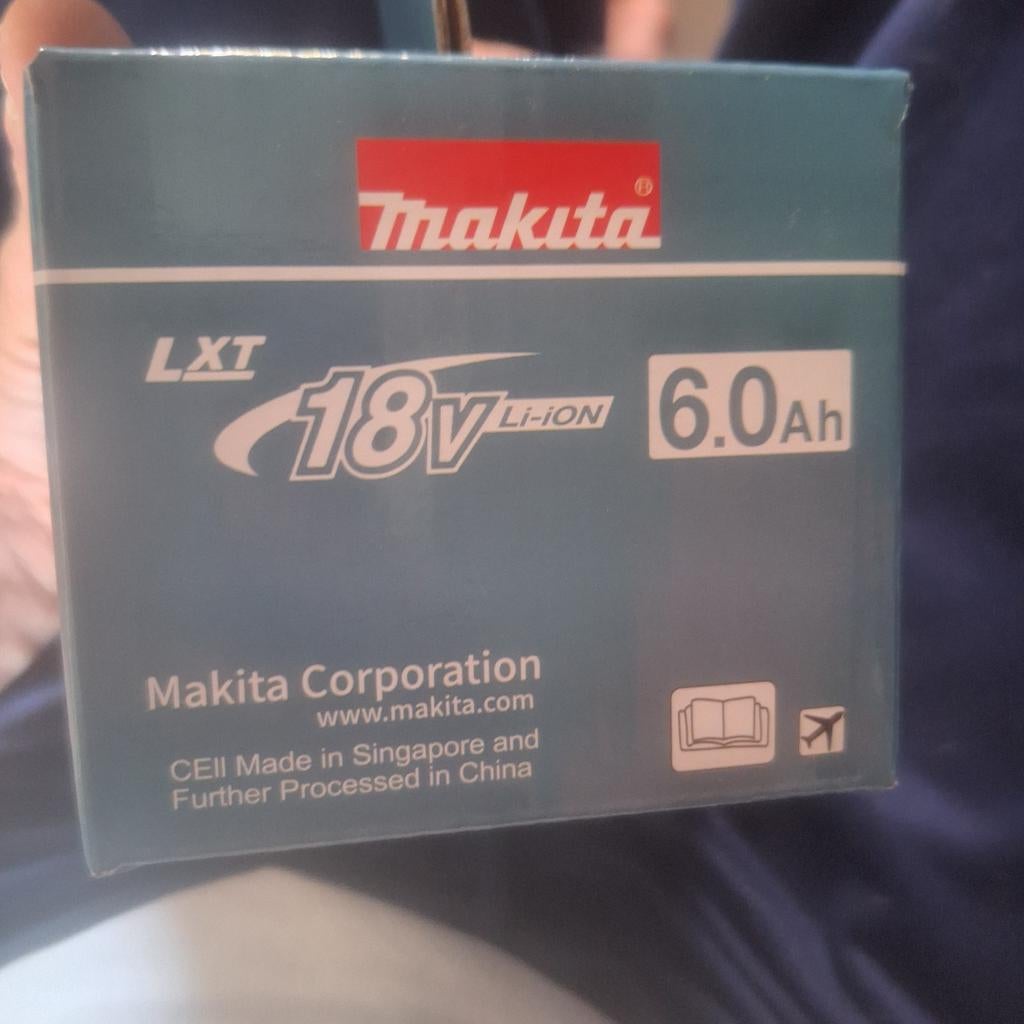 makita®
LXT
18V Li-iON
6.0Ah
Makita Corporation
www.makita.com
CEll Made in Singapore and
Further Processed in China